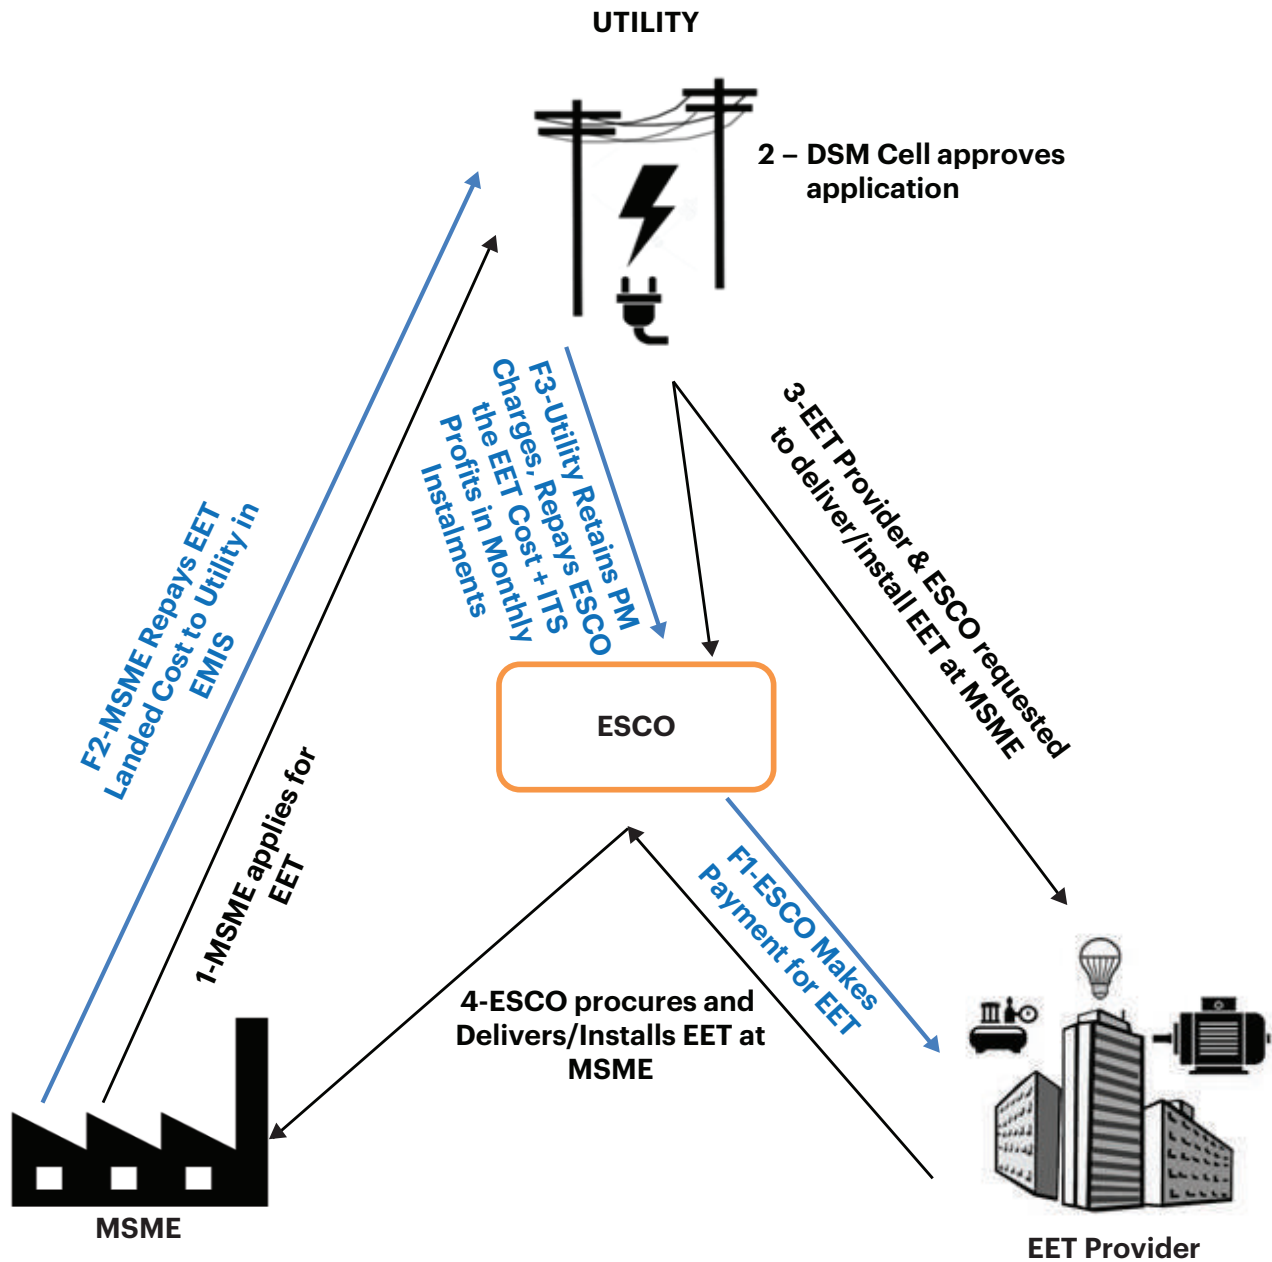 UTILITY
2 – DSM Cell approves
application
F3-Utility Retains PM
Charges, Repays ESCO
the EET Cost + ITS
Profits in Monthly
Instalments
3-EET Provider & ESCO requested
to deliver/install EET at MSME
F2-MSME Repays EET
Landed Cost to Utility in
EMIS
1-MSME applies for
EET
ESCO
F1-ESCO Makes
Payment for EET
4-ESCO procures and
Delivers/Installs EET at
MSME
MSME
EET Provider